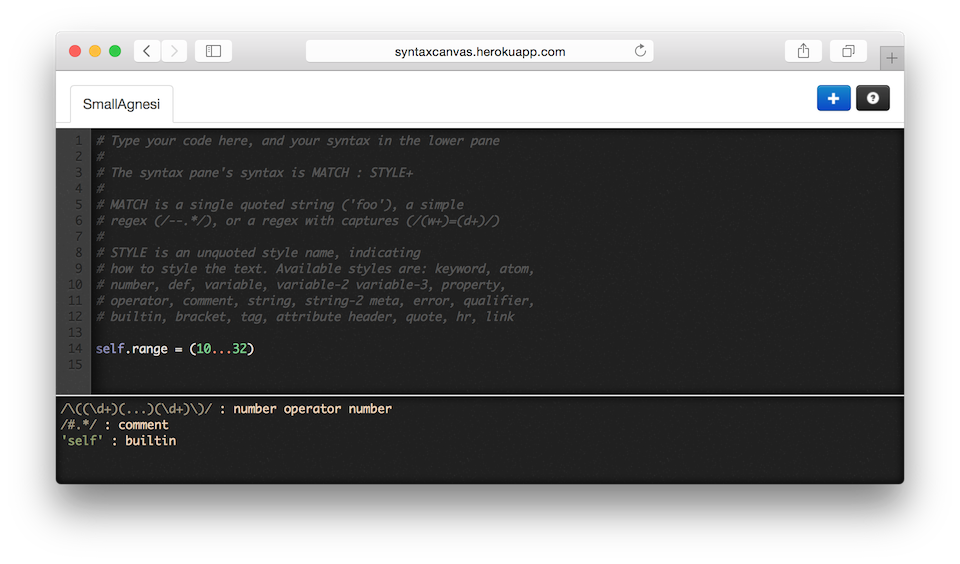 syntaxcanvas.herokuapp.com
SmallAgnesi
1 # Type your code here, and your syntax in the lower pane
2 #
3 # The syntax pane's syntax is MATCH : STYLE+
4 #
5 # MATCH is a single quoted string ('foo'), a simple
6 # regex (/--.*/), or a regex with captures (/(w+)=(d+)/)
7 #
8 # STYLE is an unquoted style name, indicating
9 # how to style the text. Available styles are: keyword, atom,
10 # number, def, variable, variable-2 variable-3, property,
11 # operator, comment, string, string-2 meta, error, qualifier,
12 # builtin, bracket, tag, attribute header, quote, hr, link
13
14 self.range = (10...32)
15
/\((\d+)(...)(\d+)\)/ : number operator number
/#.*/ : comment
'self' : builtin